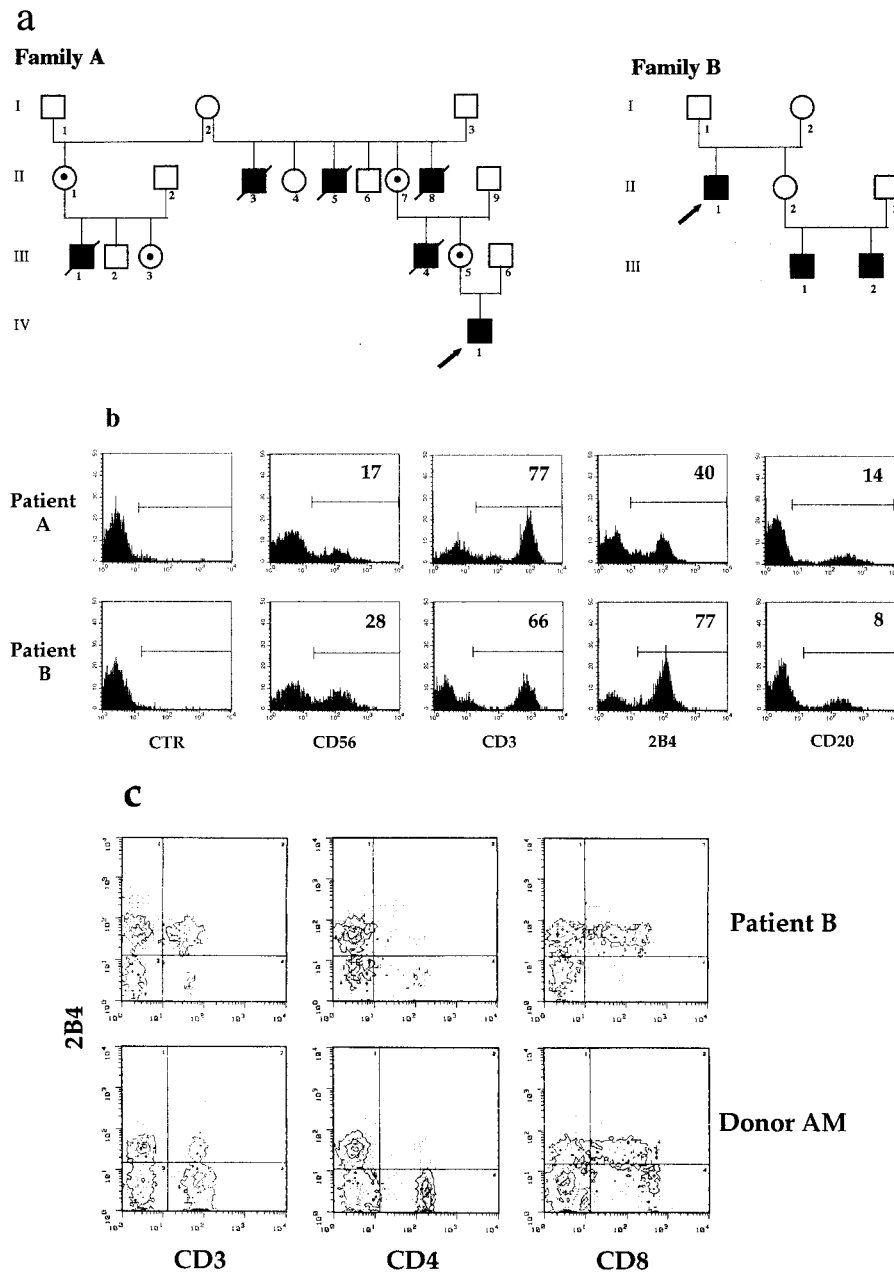 a
Family A
Family B
I
1
2
3
I
1
2
II
1
2
3
4
5
6
7
8
9
II
1
2
III
1
2
3
4
5
6
III
1
2
IV
1
b
Patient A
17
77
40
14
Patient B
28
66
77
8
CTR
CD56
CD3
2B4
CD20
c
Patient B
2B4
Donor AM
CD3
CD4
CD8